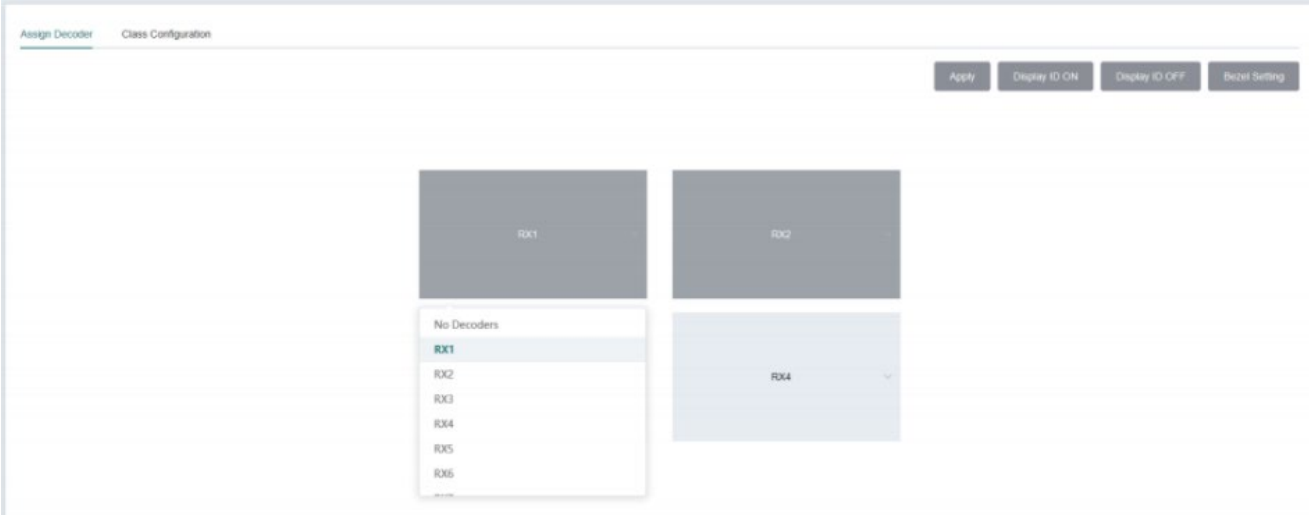 Assign Decoder Class Configuration
Apply Display ID ON Display ID OFF Bezel Setting
RX1 RX2
No Decoders
RX1
RX2
RX3
RX4
RX5
RX6
RX4